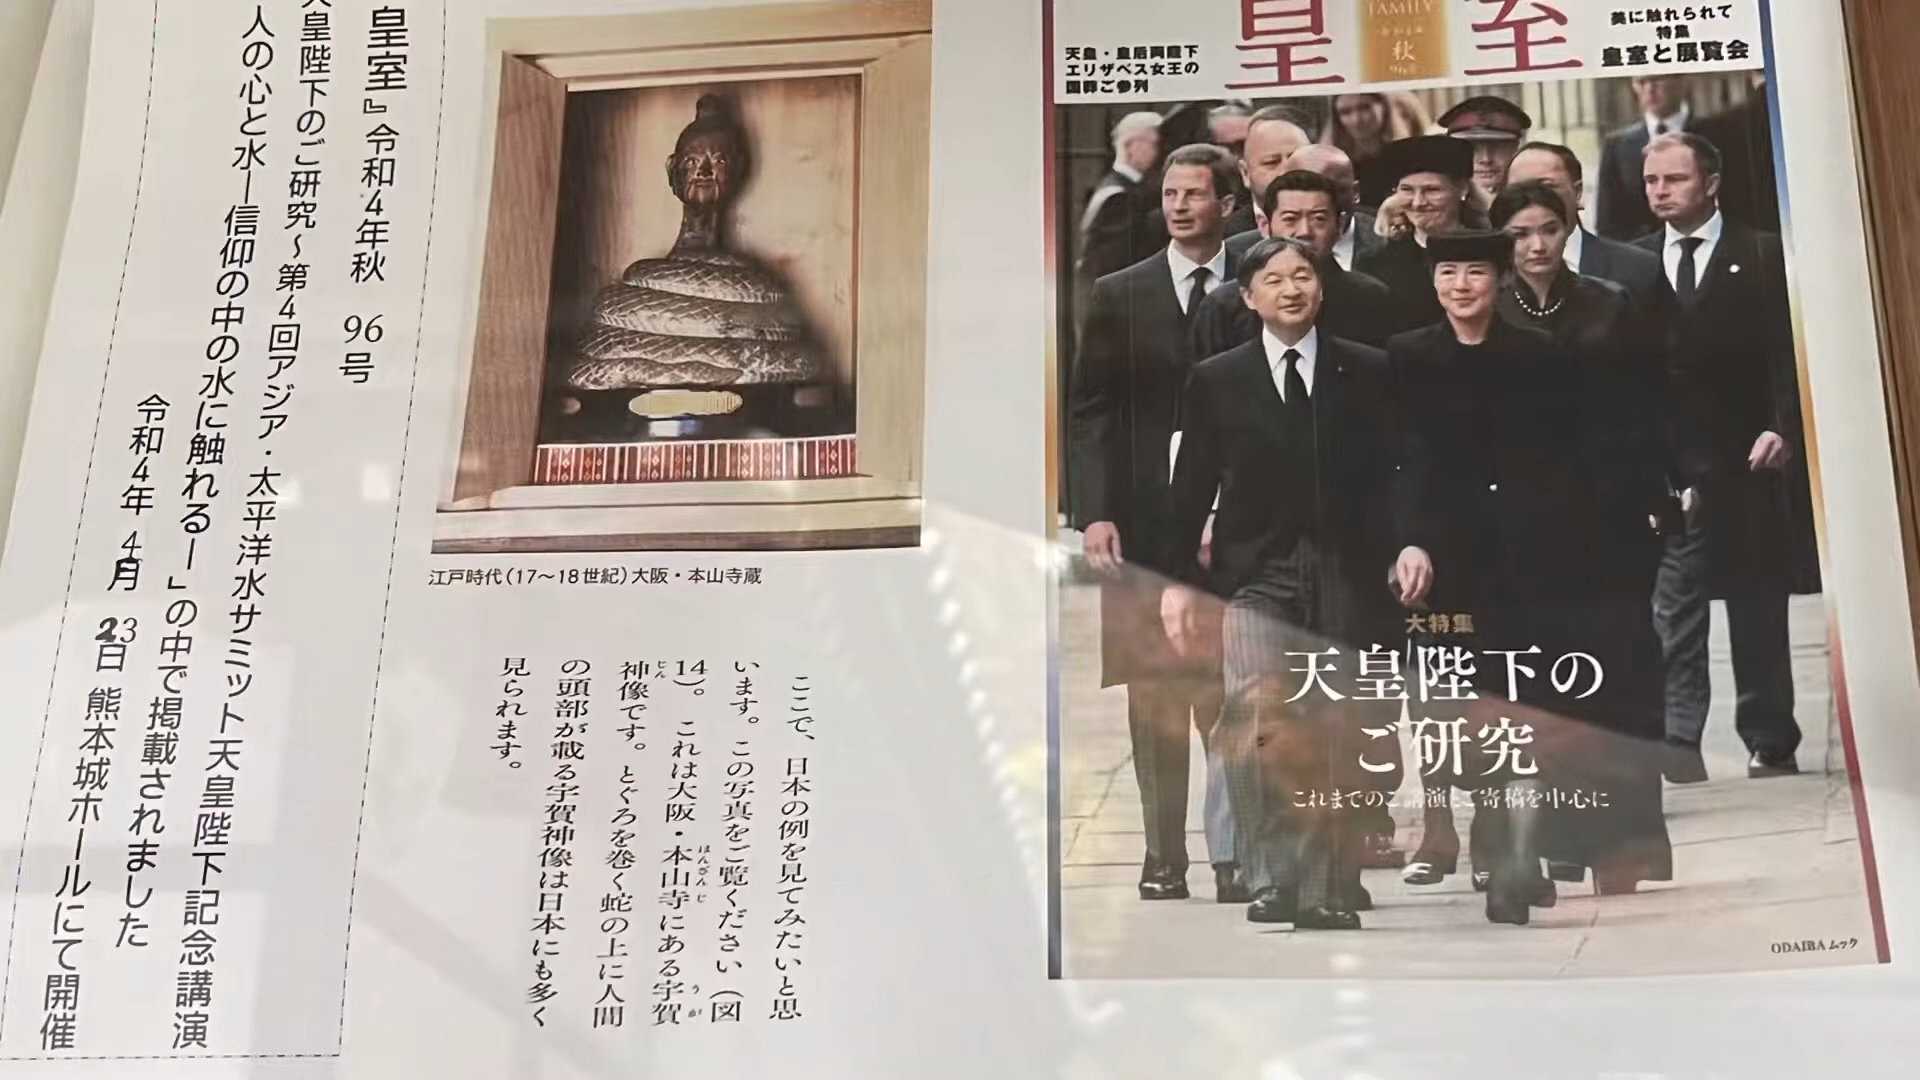 皇室
FAMILY
秋
96号
天皇・皇后両陛下
エリザベス女王の
国葬ご参列
美に触れられて
特集
皇室と展覧会
大特集
天皇陛下の
ご研究
これまでのご講演とご寄稿を中心に
ODAIBAムック
江戸時代（17〜18世紀）大阪・本山寺蔵
ここで、日本の例を見てみたいと思
います。この写真をご覧ください（図
14）。これは大阪・本山寺にある宇賀
神像です。とぐろを巻く蛇の上に人間
の頭部が載る宇賀神像は日本にも多く
見られます。
皇室』令和4年秋 96号
天皇陛下のご研究〜第4回アジア・太平洋水サミット天皇陛下記念講演
人の心と水ー信仰の中の水に触れるー」の中で掲載されました
令和4年 4月 23日 熊本城ホールにて開催